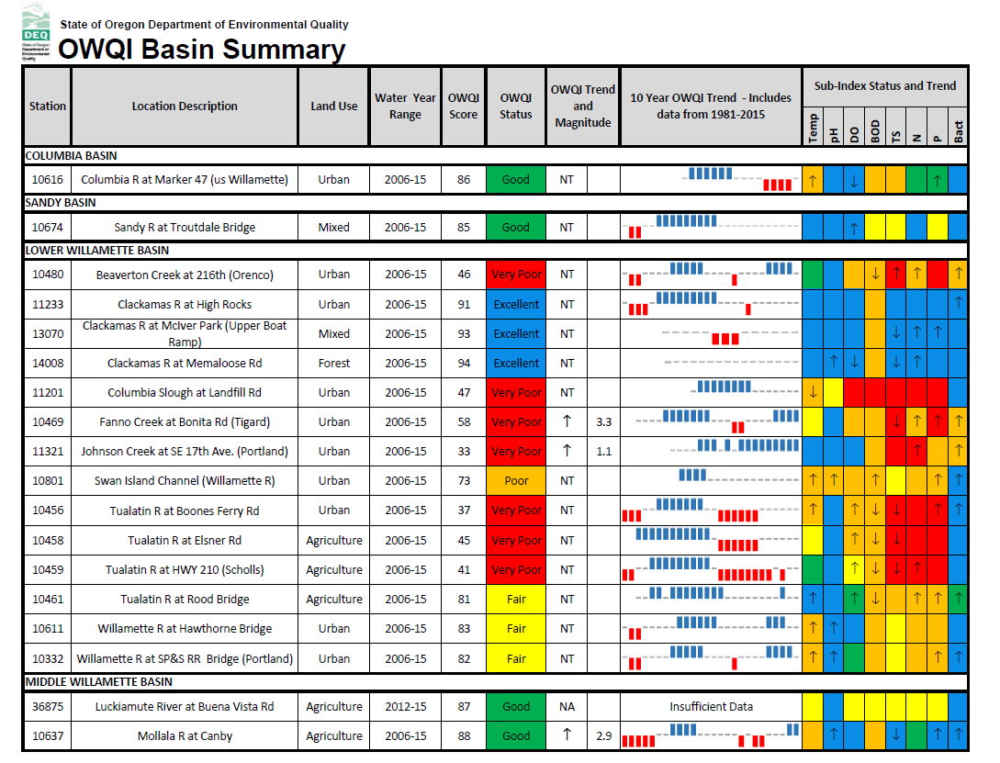 State of Oregon Department of Environmental Quality
DEQ
State of Oregon
Department of
Environmental
Quality
OWQI Basin Summary
Station Location Description Land Use Water Year Range OWQI Score OWQI Status OWQI Trend and Magnitude 10 Year OWQI Trend - Includes data from 1981-2015 Sub-Index Status and Trend
Temp pH DO BOD TS N P Bact
COLUMBIA BASIN
10616 Columbia R at Marker 47 (us Willamette) Urban 2006-15 86 Good NT ↑ ↓ ↑
SANDY BASIN
10674 Sandy R at Troutdale Bridge Mixed 2006-15 85 Good NT ↑
LOWER WILLAMETTE BASIN
10480 Beaverton Creek at 216th (Orenco) Urban 2006-15 46 Very Poor NT ↓ ↑ ↑ ↑
11233 Clackamas R at High Rocks Urban 2006-15 91 Excellent NT ↑
13070 Clackamas R at McIver Park (Upper Boat Ramp) Mixed 2006-15 93 Excellent NT ↓ ↑ ↑
14008 Clackamas R at Memaloose Rd Forest 2006-15 94 Excellent NT ↑ ↓ ↓ ↑
11201 Columbia Slough at Landfill Rd Urban 2006-15 47 Very Poor NT ↓
10469 Fanno Creek at Bonita Rd (Tigard) Urban 2006-15 58 Very Poor ↑ 3.3 ↓ ↑ ↑ ↑
11321 Johnson Creek at SE 17th Ave. (Portland) Urban 2006-15 33 Very Poor ↑ 1.1 ↑ ↑
10801 Swan Island Channel (Willamette R) Urban 2006-15 73 Poor NT ↑ ↑ ↑ ↑ ↑
10456 Tualatin R at Boones Ferry Rd Urban 2006-15 37 Very Poor NT ↑ ↑ ↓ ↓ ↑ ↑
10458 Tualatin R at Elsner Rd Agriculture 2006-15 45 Very Poor NT ↑ ↓ ↓
10459 Tualatin R at HWY 210 (Scholls) Agriculture 2006-15 41 Very Poor NT ↑ ↓ ↓ ↑
10461 Tualatin R at Rood Bridge Agriculture 2006-15 81 Fair NT ↑ ↑ ↓ ↑ ↑ ↑
10611 Willamette R at Hawthorne Bridge Urban 2006-15 83 Fair NT ↑ ↑
10332 Willamette R at SP&S RR Bridge (Portland) Urban 2006-15 82 Fair NT ↑ ↑ ↑ ↑
MIDDLE WILLAMETTE BASIN
36875 Luckiamute River at Buena Vista Rd Agriculture 2012-15 87 Good NA Insufficient Data
10637 Mollala R at Canby Agriculture 2006-15 88 Good ↑ 2.9 ↑ ↓ ↑ ↑